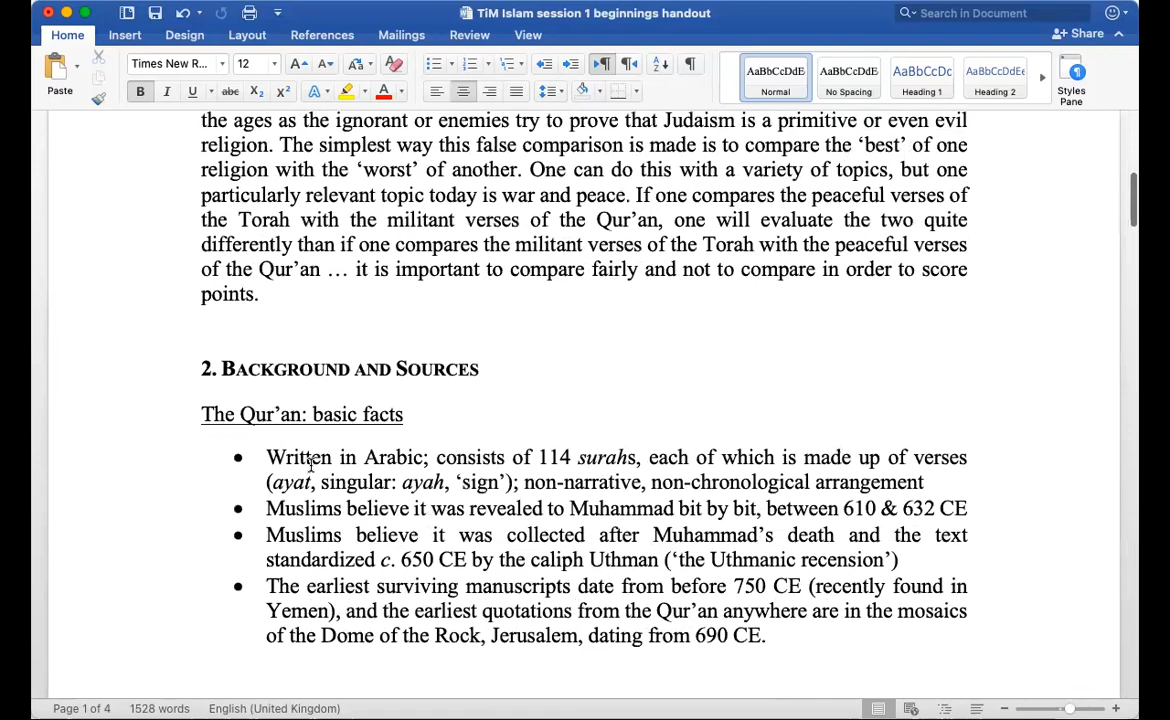 TiM Islam session 1 beginnings handout
Search in Document
Home Insert Design Layout References Mailings Review View
Share
Times New R... 12
Paste
AaBbCcDdE AaBbCcDdE AaBbCcDc AaBbCcDdEe
Normal No Spacing Heading 1 Heading 2
Styles
Pane
the ages as the ignorant or enemies try to prove that Judaism is a primitive or even evil
religion. The simplest way this false comparison is made is to compare the ‘best’ of one
religion with the ‘worst’ of another. One can do this with a variety of topics, but one
particularly relevant topic today is war and peace. If one compares the peaceful verses of
the Torah with the militant verses of the Qur’an, one will evaluate the two quite
differently than if one compares the militant verses of the Torah with the peaceful verses
of the Qur’an … it is important to compare fairly and not to compare in order to score
points.
2. BACKGROUND AND SOURCES
The Qur’an: basic facts
• Written in Arabic; consists of 114 surahs, each of which is made up of verses
(ayat, singular: ayah, ‘sign’); non-narrative, non-chronological arrangement
• Muslims believe it was revealed to Muhammad bit by bit, between 610 & 632 CE
• Muslims believe it was collected after Muhammad’s death and the text
standardized c. 650 CE by the caliph Uthman (‘the Uthmanic recension’)
• The earliest surviving manuscripts date from before 750 CE (recently found in
Yemen), and the earliest quotations from the Qur’an anywhere are in the mosaics
of the Dome of the Rock, Jerusalem, dating from 690 CE.
Page 1 of 4 1528 words English (United Kingdom)